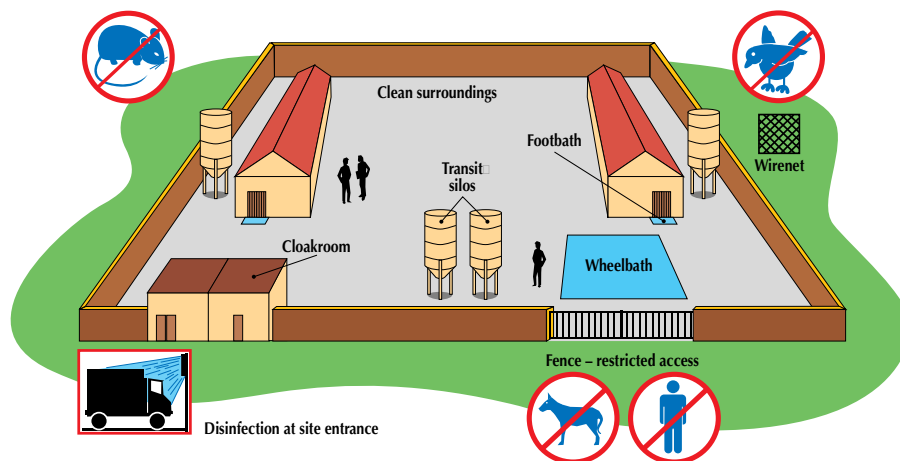 Clean surroundings
Footbath
Wirenet
Transit
silos
Cloakroom
Wheelbath
Fence – restricted access
Disinfection at site entrance